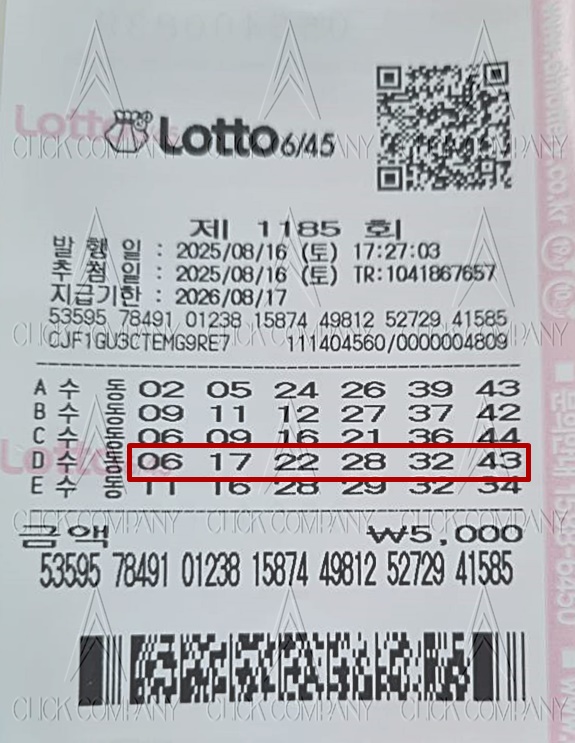 Lotto 6/45
제 1185 회
발 행 일 : 2025/08/16 (토) 17:27:03
추 첨 일 : 2025/08/16 (토) TR:1041867657
지급기한 : 2026/08/17
53595 78491 01238 15874 49812 52729 41585
CJF1GU3CTEMG9RE7 111404560/0000004809
A 수 동 02 05 24 26 39 43
B 수 동 09 11 12 27 37 42
C 수 동 06 09 16 21 36 44
D 수 동 06 17 22 28 32 43
E 수 동 11 16 28 29 32 34
금 액 ₩5,000
53595 78491 01238 15874 49812 52729 41585
CLICK COMPANY